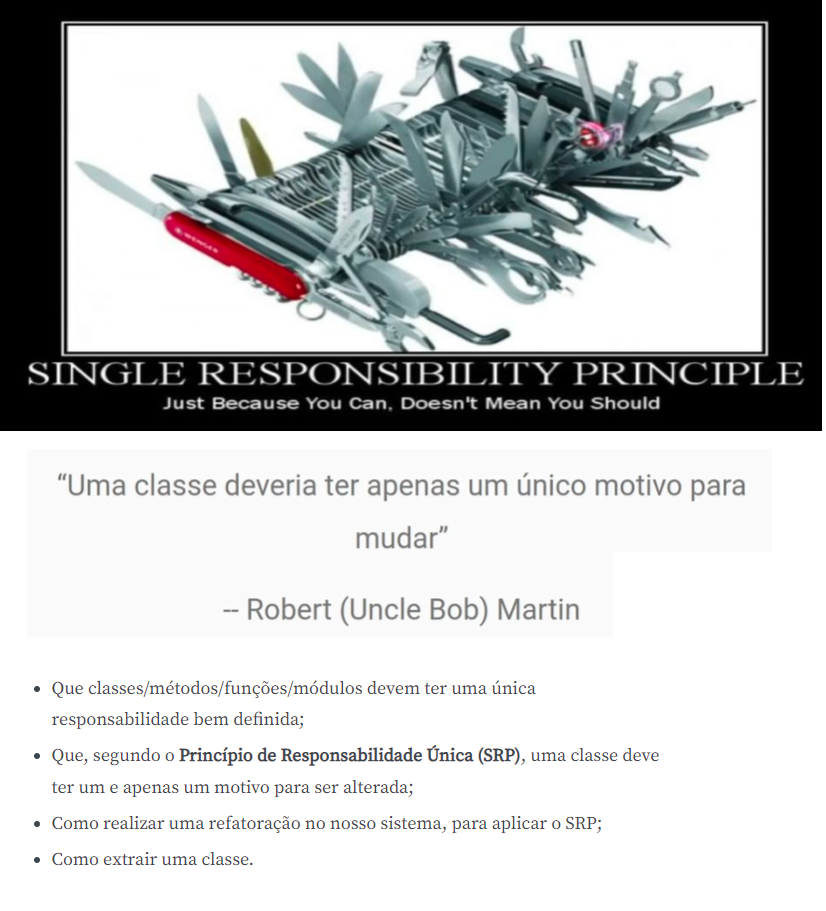 WENGER
SINGLE RESPONSIBILITY PRINCIPLE
Just Because You Can, Doesn't Mean You Should
“Uma classe deveria ter apenas um único motivo para
mudar”
-- Robert (Uncle Bob) Martin
• Que classes/métodos/funções/módulos devem ter uma única
responsabilidade bem definida;
• Que, segundo o Princípio de Responsabilidade Única (SRP), uma classe deve
ter um e apenas um motivo para ser alterada;
• Como realizar uma refatoração no nosso sistema, para aplicar o SRP;
• Como extrair uma classe.